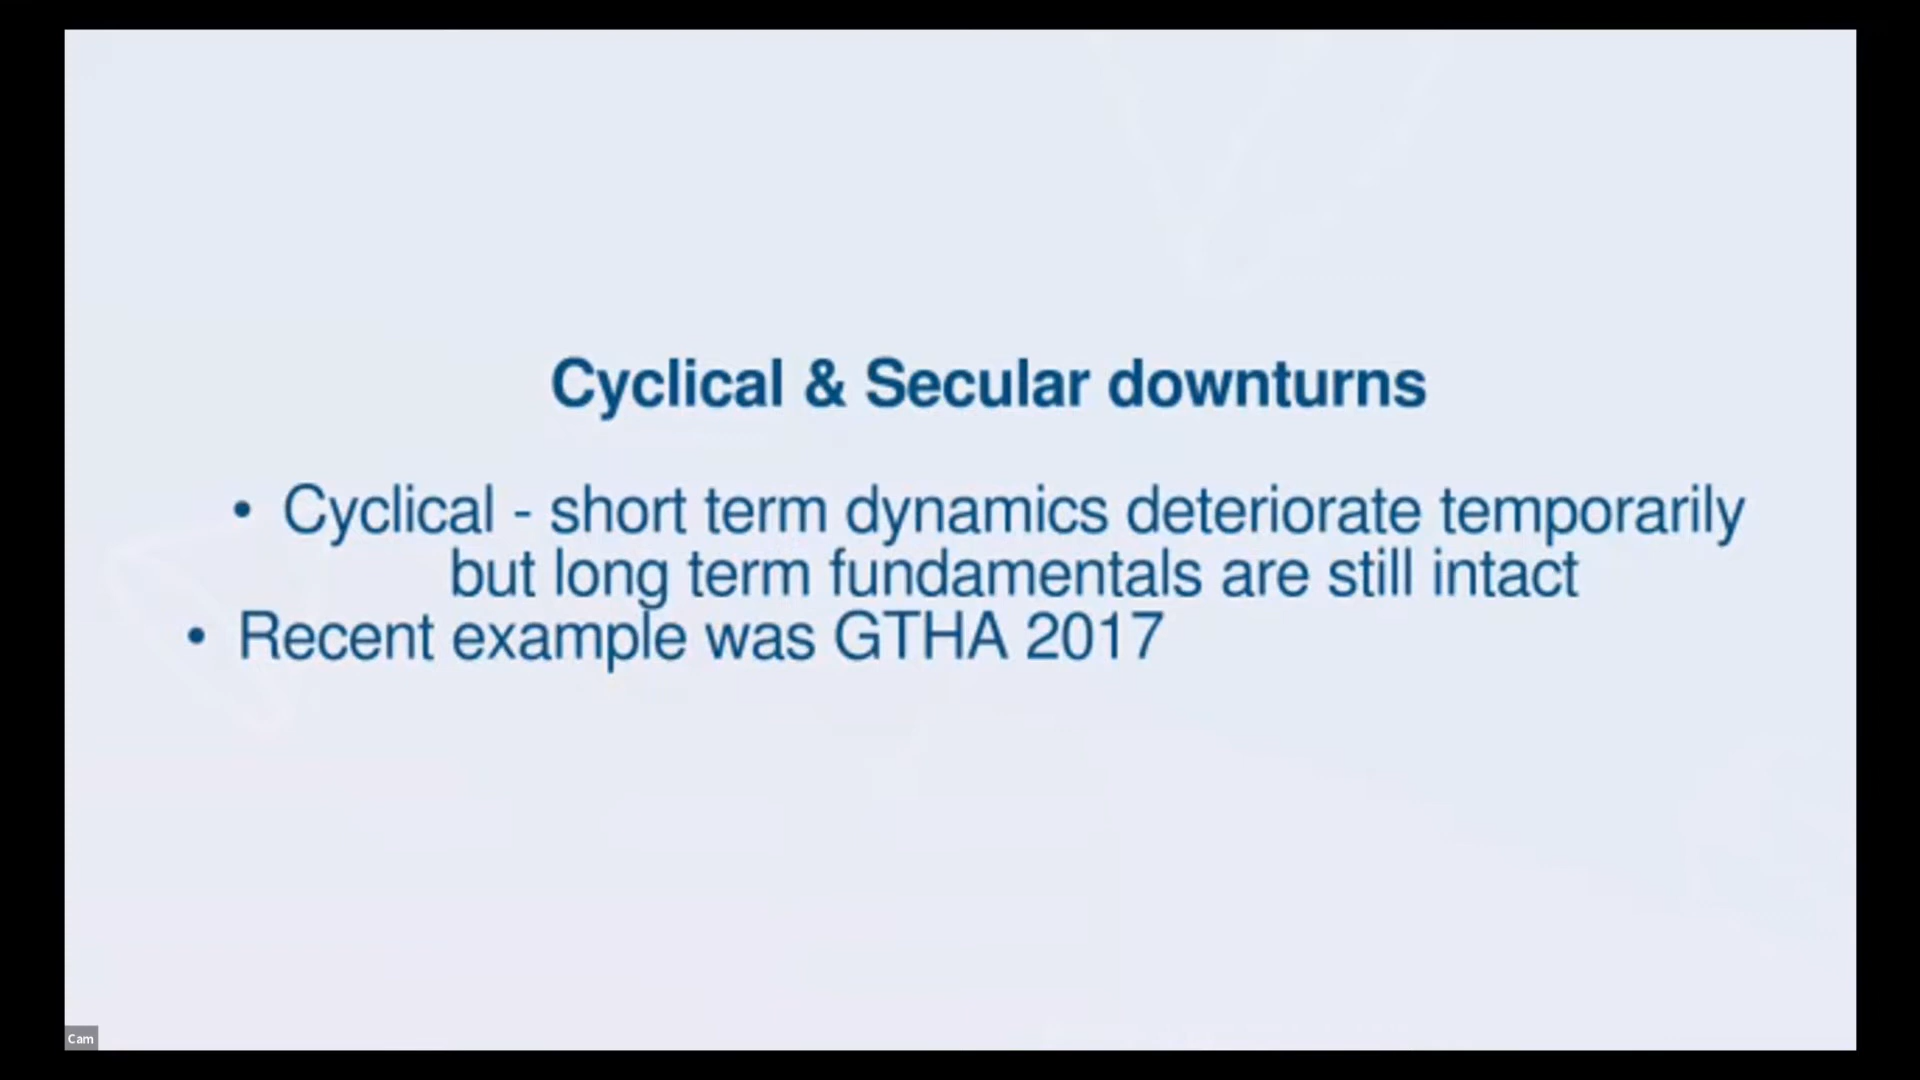 Cyclical & Secular downturns
• Cyclical - short term dynamics deteriorate temporarily
but long term fundamentals are still intact
• Recent example was GTHA 2017
Cam